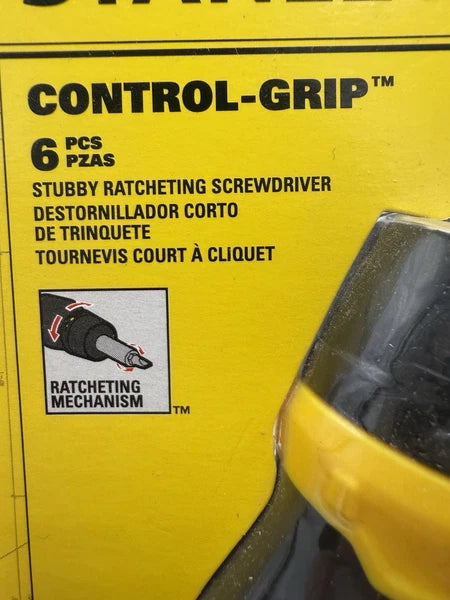 CONTROL-GRIP™
6 PCS
PZAS
STUBBY RATCHETING SCREWDRIVER
DESTORNILLADOR CORTO
DE TRINQUETE
TOURNEVIS COURT À CLIQUET
RATCHETING
MECHANISM ™